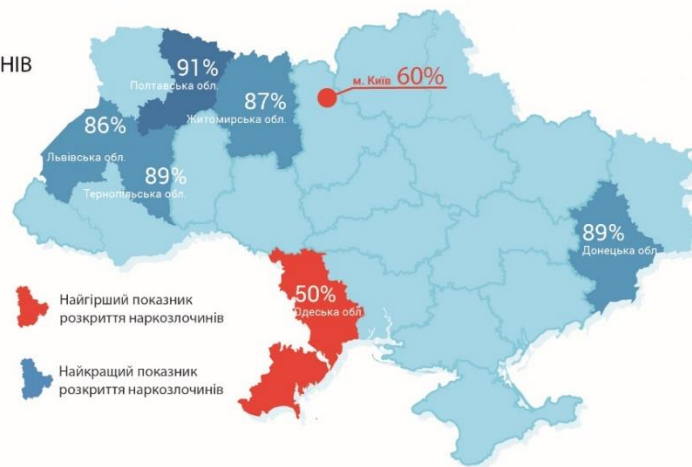 НІВ
91%
Полтавська обл.
м. Київ 60%
87%
Житомирська обл.
86%
Львівська обл.
89%
Тернопільська обл.
89%
Донецька обл.
50%
Одеська обл.
Найгірший показник
розкриття наркозлочинів
Найкращий показник
розкриття наркозлочинів